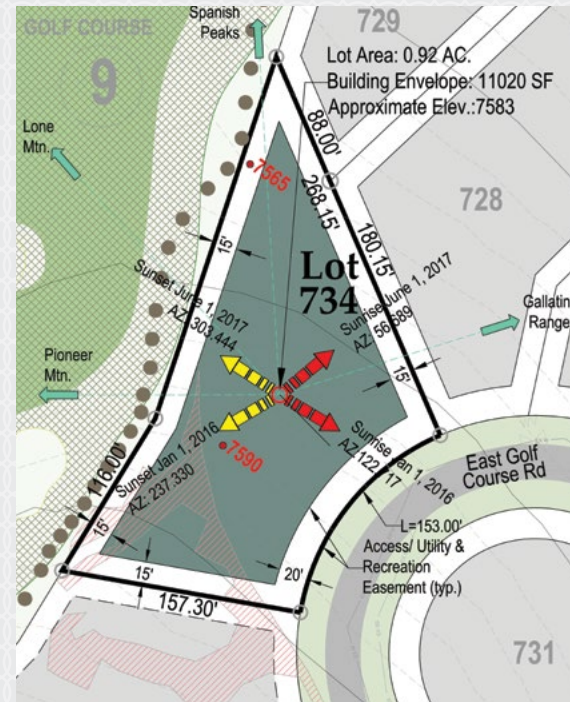 GOLF COURSE
9
Spanish
Peaks
729
Lot Area: 0.92 AC.
Building Envelope: 11020 SF
Approximate Elev.:7583
Lone
Mtn.
88.00'
7565
268.15'
728
180.15'
15'
Lot
734
Sunset June 1, 2017
AZ: 303.444
Sunrise June 1, 2017
AZ: 56.689
Gallatin
Range
Pioneer
Mtn.
15'
116.00'
Sunset Jan 1, 2016
AZ: 237.330
7590
Sunrise Jan 1, 2016
East Golf
Course Rd
15'
L=153.00'
Access/ Utility &
Recreation
Easement (typ.)
15'
20'
157.30'
731